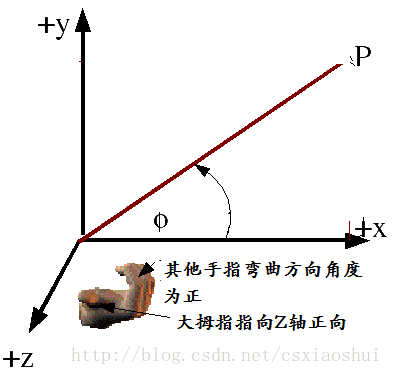 +y
P
φ
+x
其他手指弯曲方向角度
为正
大拇指指向Z轴正向
+z
http://blog.csdn.net/csxiaoshui